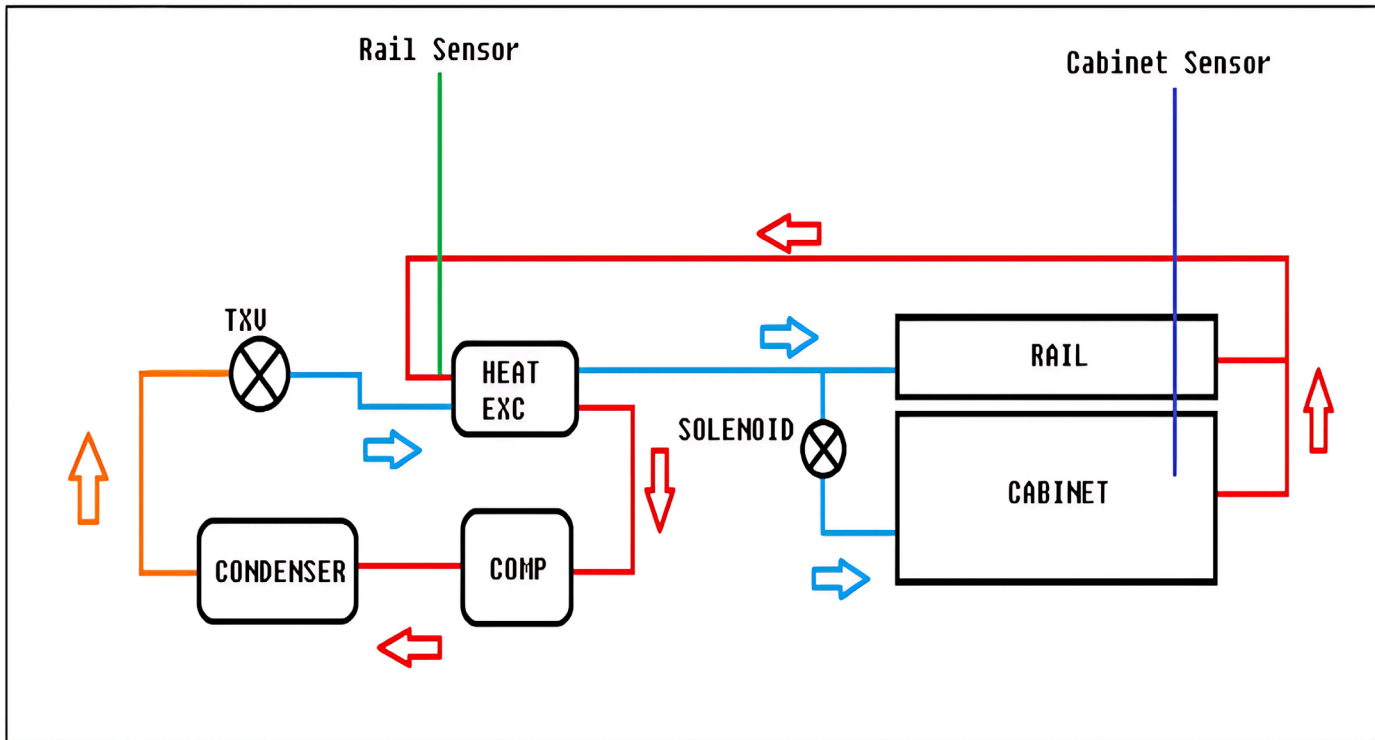 Rail Sensor
Cabinet Sensor
TXV
HEAT
EXC
RAIL
SOLENOID
CABINET
CONDENSER
COMP